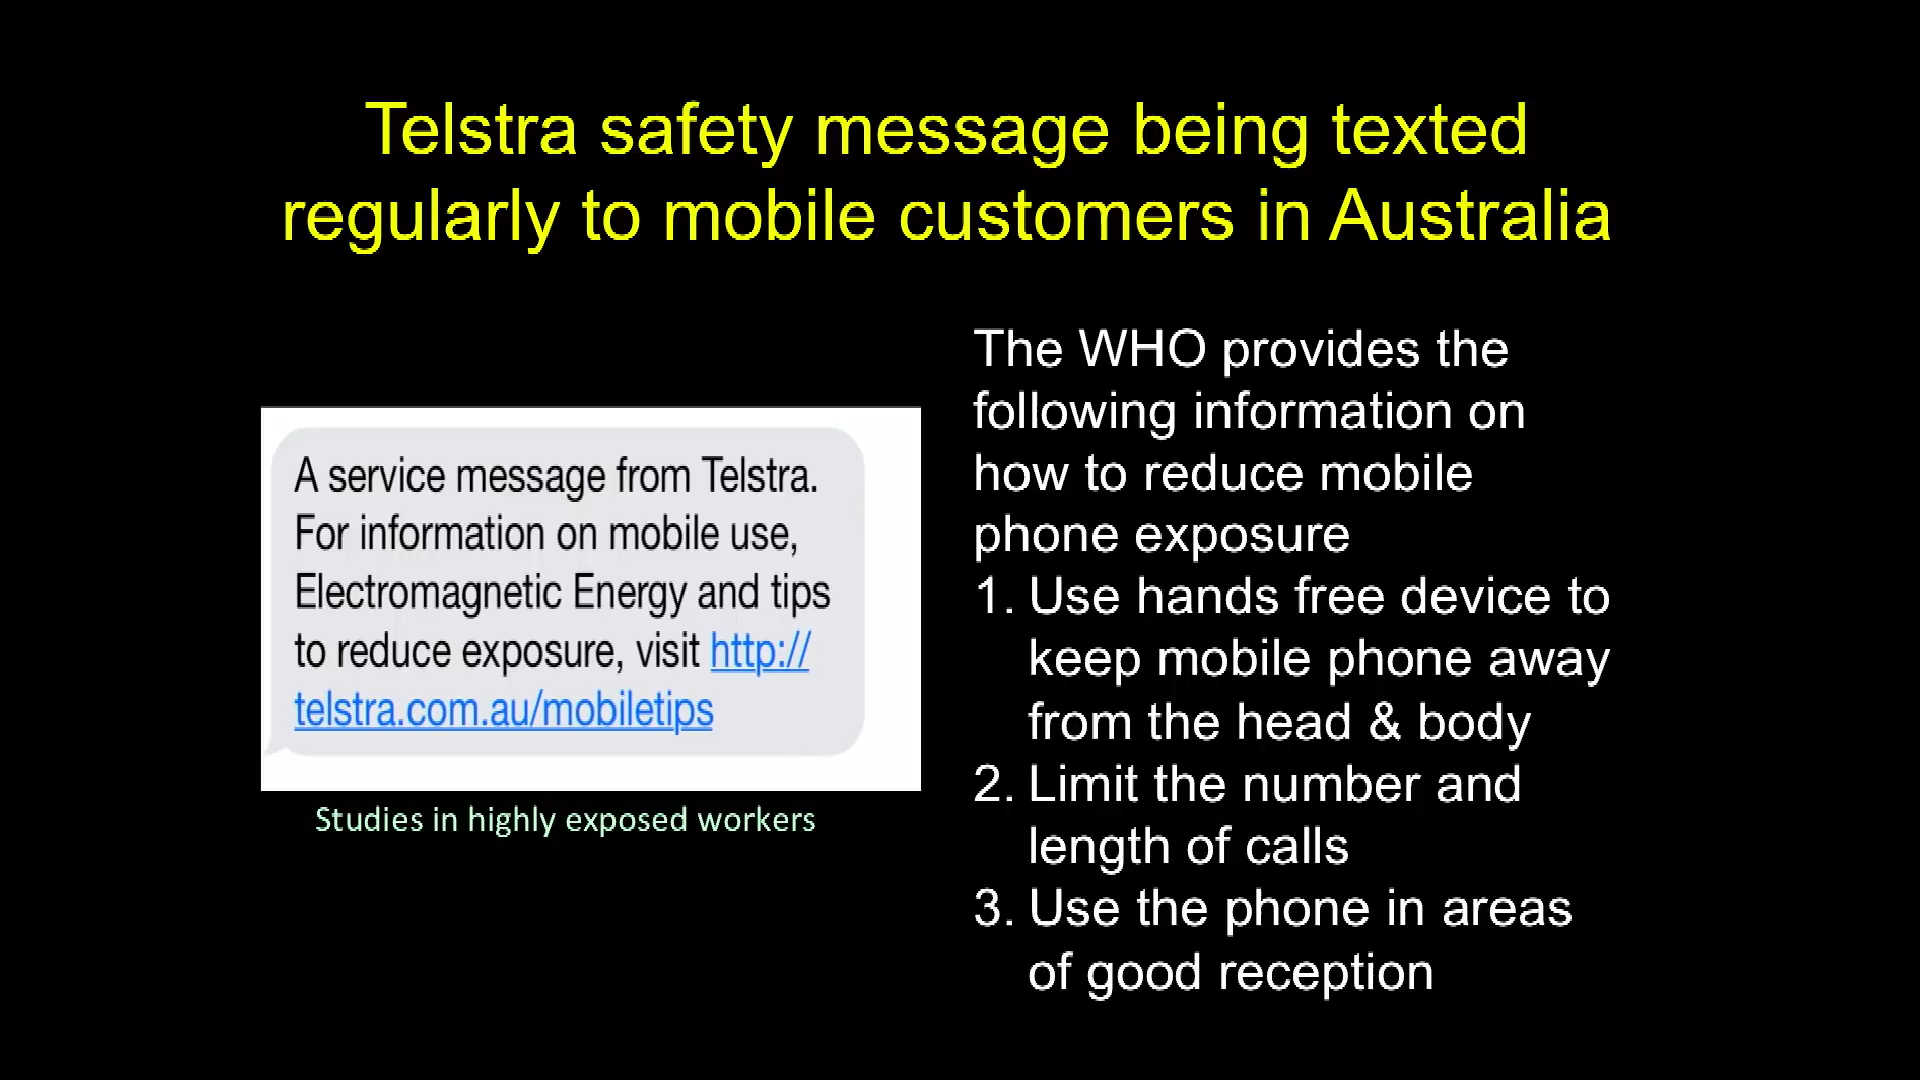 Telstra safety message being texted
regularly to mobile customers in Australia
A service message from Telstra.
For information on mobile use,
Electromagnetic Energy and tips
to reduce exposure, visit http://
telstra.com.au/mobiletips
Studies in highly exposed workers
The WHO provides the
following information on
how to reduce mobile
phone exposure
1. Use hands free device to
keep mobile phone away
from the head & body
2. Limit the number and
length of calls
3. Use the phone in areas
of good reception